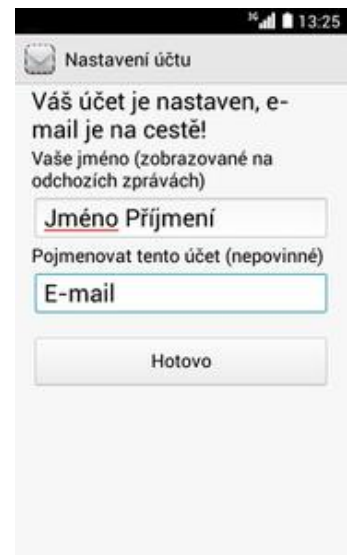 3G 13:25
Nastavení účtu
Váš účet je nastaven, e-
mail je na cestě!
Vaše jméno (zobrazované na
odchozích zprávách)
Jméno Příjmení
Pojmenovat tento účet (nepovinné)
E-mail
Hotovo